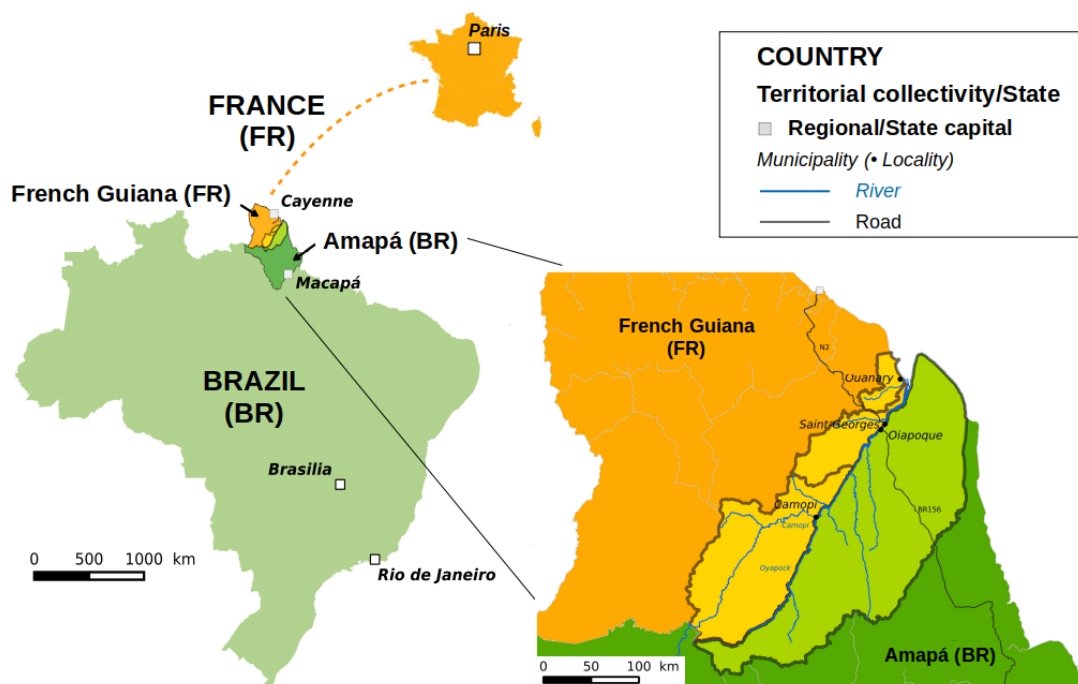 Paris
FRANCE
(FR)
French Guiana (FR)
Cayenne
Amapá (BR)
Macapá
BRAZIL
(BR)
Brasilia
Rio de Janeiro
0 500 1000 km
COUNTRY
Territorial collectivity/State
Regional/State capital
Municipality (• Locality)
River
Road
French Guiana
(FR)
N2
Ouanary
Saint-Georges
Oiapoque
Camopi
Camopi
BR156
Oyapock
Amapá (BR)
0 50 100 km